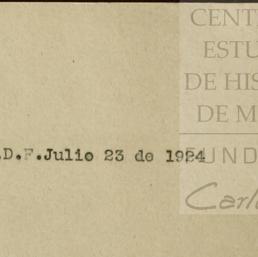 CENT
ESTU
DE HIS
DE M
.D.F.Julio 23 de 1924
FUND
Carl